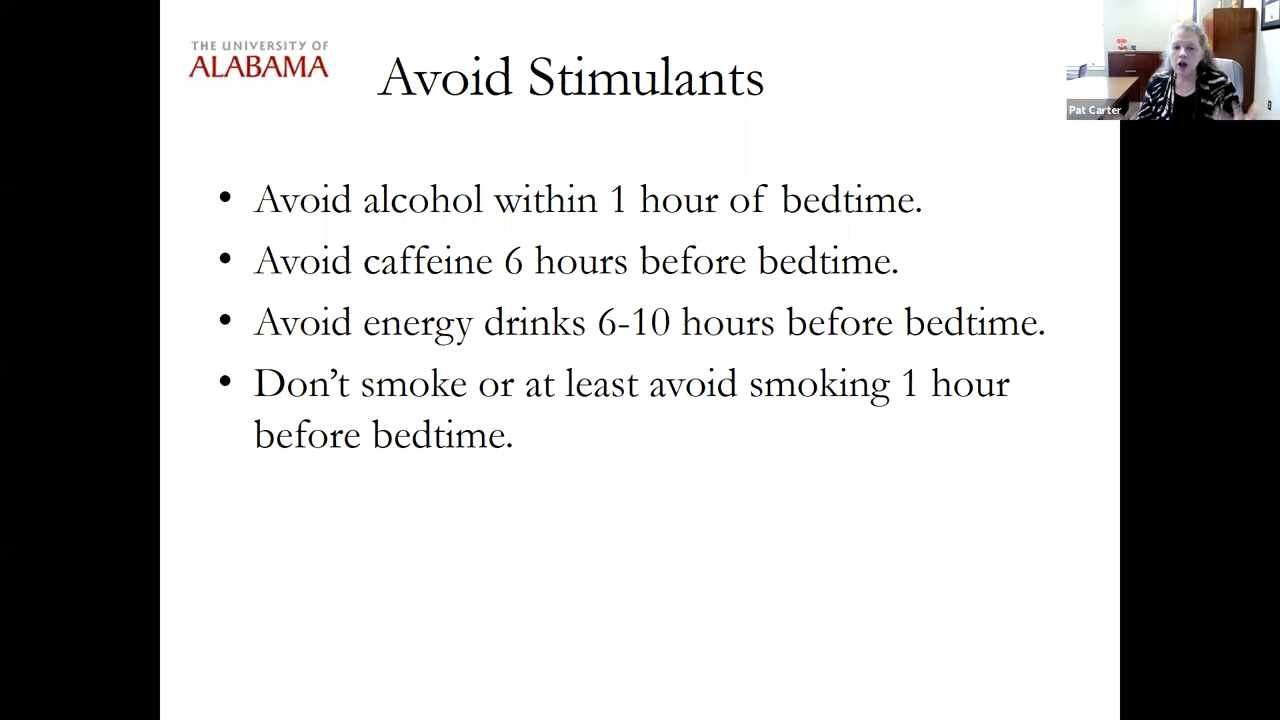 THE UNIVERSITY OF
ALABAMA
Avoid Stimulants
Pat Carter
• Avoid alcohol within 1 hour of bedtime.
• Avoid caffeine 6 hours before bedtime.
• Avoid energy drinks 6-10 hours before bedtime.
• Don’t smoke or at least avoid smoking 1 hour
before bedtime.